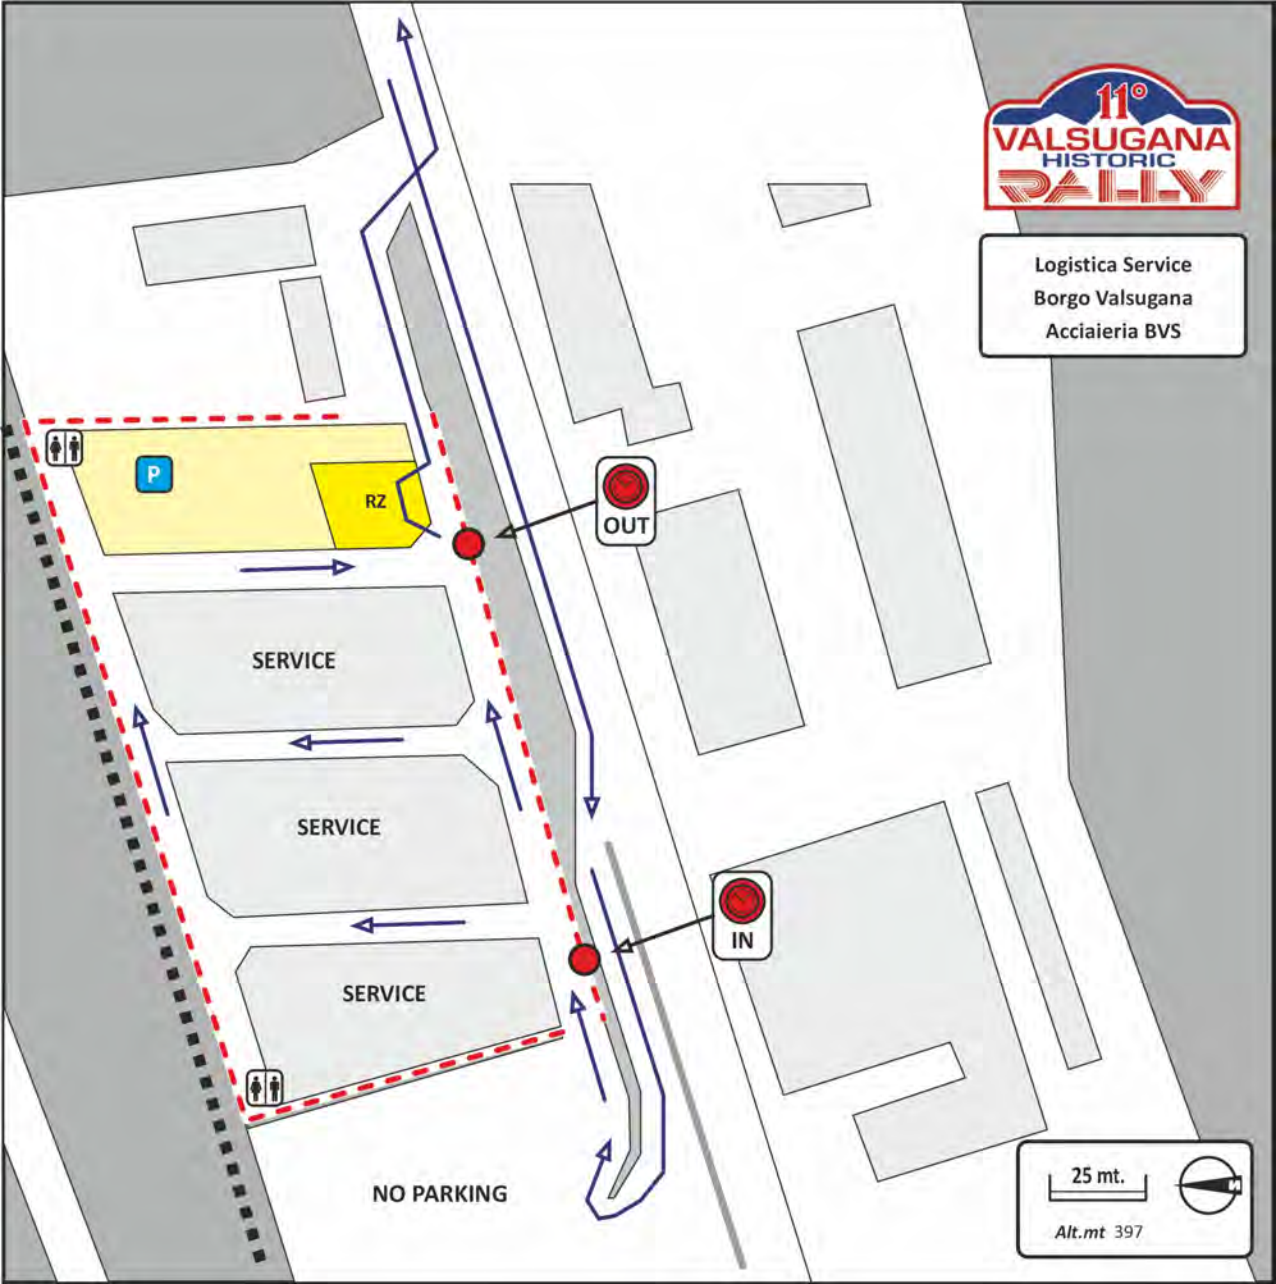 11°
VALSUGANA
HISTORIC
RALLY
Logistica Service
Borgo Valsugana
Acciaieria BVS
P
RZ
OUT
SERVICE
SERVICE
IN
SERVICE
NO PARKING
25 mt.
N
Alt.mt 397